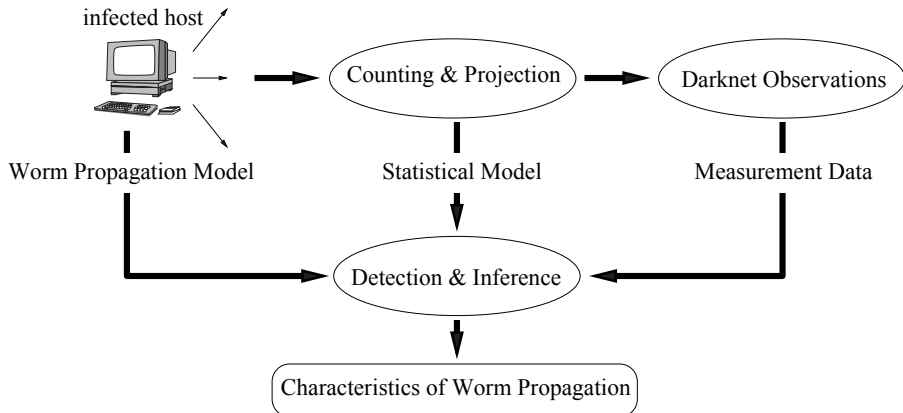 infected host
Counting & Projection
Darknet Observations
Worm Propagation Model
Statistical Model
Measurement Data
Detection & Inference
Characteristics of Worm Propagation